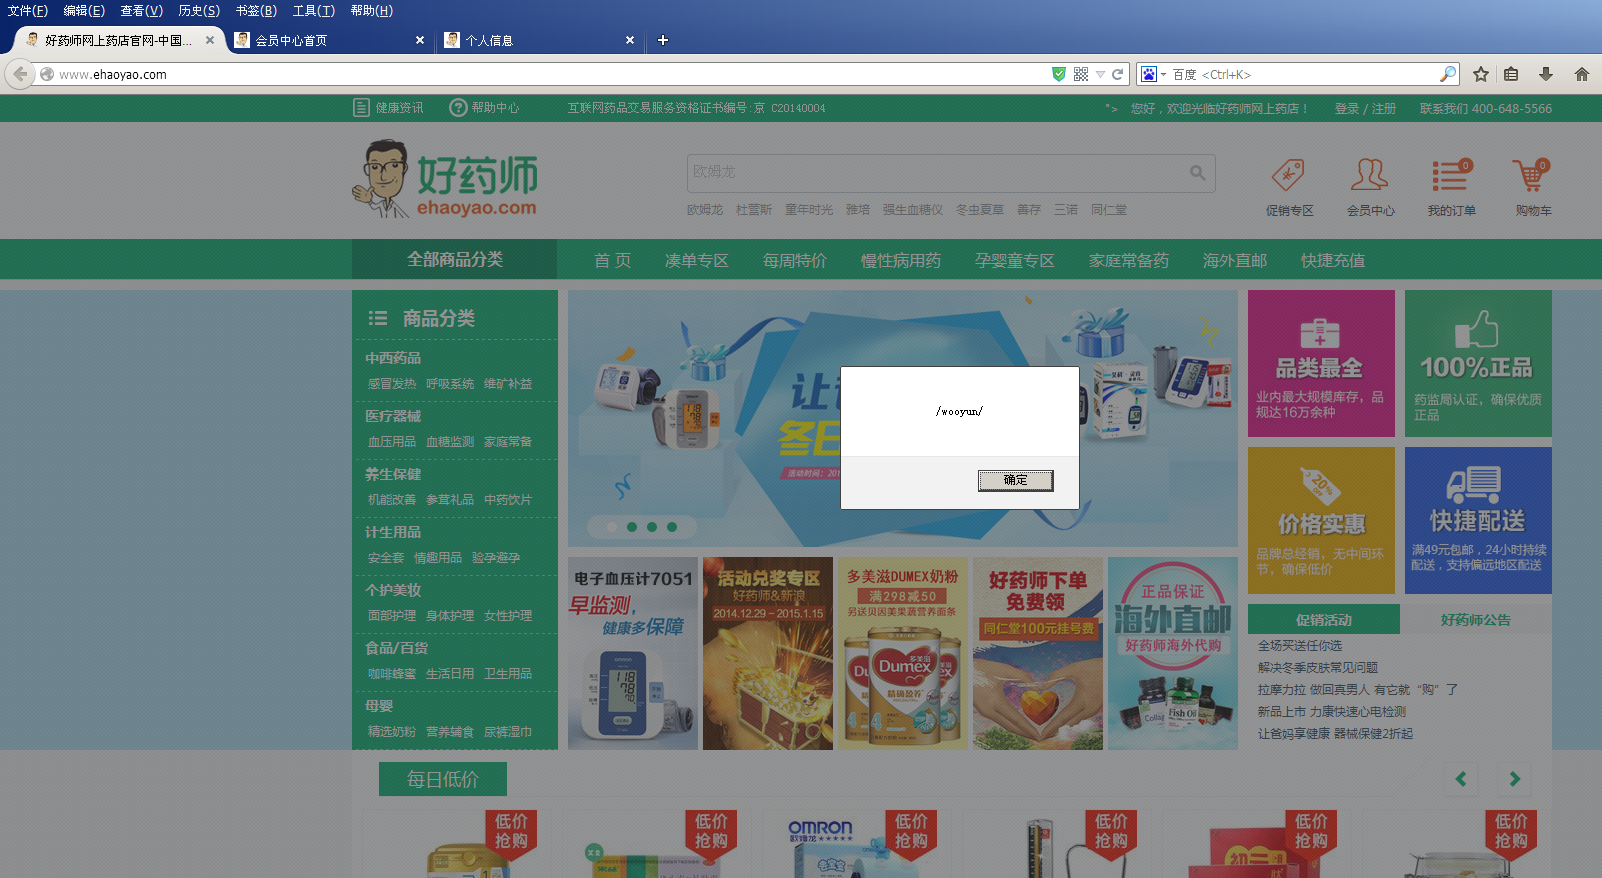 文件(F) 编辑(E) 查看(V) 历史(S) 书签(B) 工具(T) 帮助(H)
好药师网上药店官网-中国... 会员中心首页 个人信息
www.ehaoyao.com 百度 <Ctrl+K>
健康资讯 帮助中心 互联网药品交易服务资格证书编号:京 C20140004 "> 您好，欢迎光临好药师网上药店！ 登录 / 注册 联系我们 400-648-5566
好药师
ehaoyao.com
欧姆龙
欧姆龙 杜蕾斯 童年时光 雅培 强生血糖仪 冬虫夏草 善存 三诺 同仁堂
0 0
促销专区 会员中心 我的订单 购物车
全部商品分类 首 页 凑单专区 每周特价 慢性病用药 孕婴童专区 家庭常备药 海外直邮 快捷充值
商品分类
中西药品
感冒发热 呼吸系统 维矿补益
医疗器械
血压用品 血糖监测 家庭常备
养生保健
机能改善 参茸礼品 中药饮片
计生用品
安全套 情趣用品 验孕避孕
个护美妆
面部护理 身体护理 女性护理
食品/百货
咖啡蜂蜜 生活日用 卫生用品
母婴
精选奶粉 营养辅食 尿裤湿巾
让
冬日
活动时间：201
/wooyun/
确定
品类最全
业内最大规模库存，品
规达16万余种
100%正品
药监局认证，确保优质
正品
20%
OFF
价格实惠
品牌总经销，无中间环
节，确保低价
快捷配送
满49元包邮，24小时持续
配送，支持偏远地区配送
电子血压计7051
早监测，
健康多保障
活动兑奖专区
好药师&新浪
2014.12.29－2015.1.15
多美滋DUMEX奶粉
满298减50
另送贝因美果蔬营养面条
多美滋
Dumex
精确盈养
4
好药师下单
免费领
同仁堂100元挂号费
正品保证
海外直邮
好药师海外代购
Fish Oil
促销活动 好药师公告
全场买送任你选
解决冬季皮肤常见问题
拉摩力拉 做回真男人 有它就“购”了
新品上市 力康快速心电检测
让爸妈享健康 器械保健2折起
每日低价
低价
抢购
低价
抢购
OMRON
欧姆龙
低价
抢购
低价
抢购
低价
抢购
低价
抢购